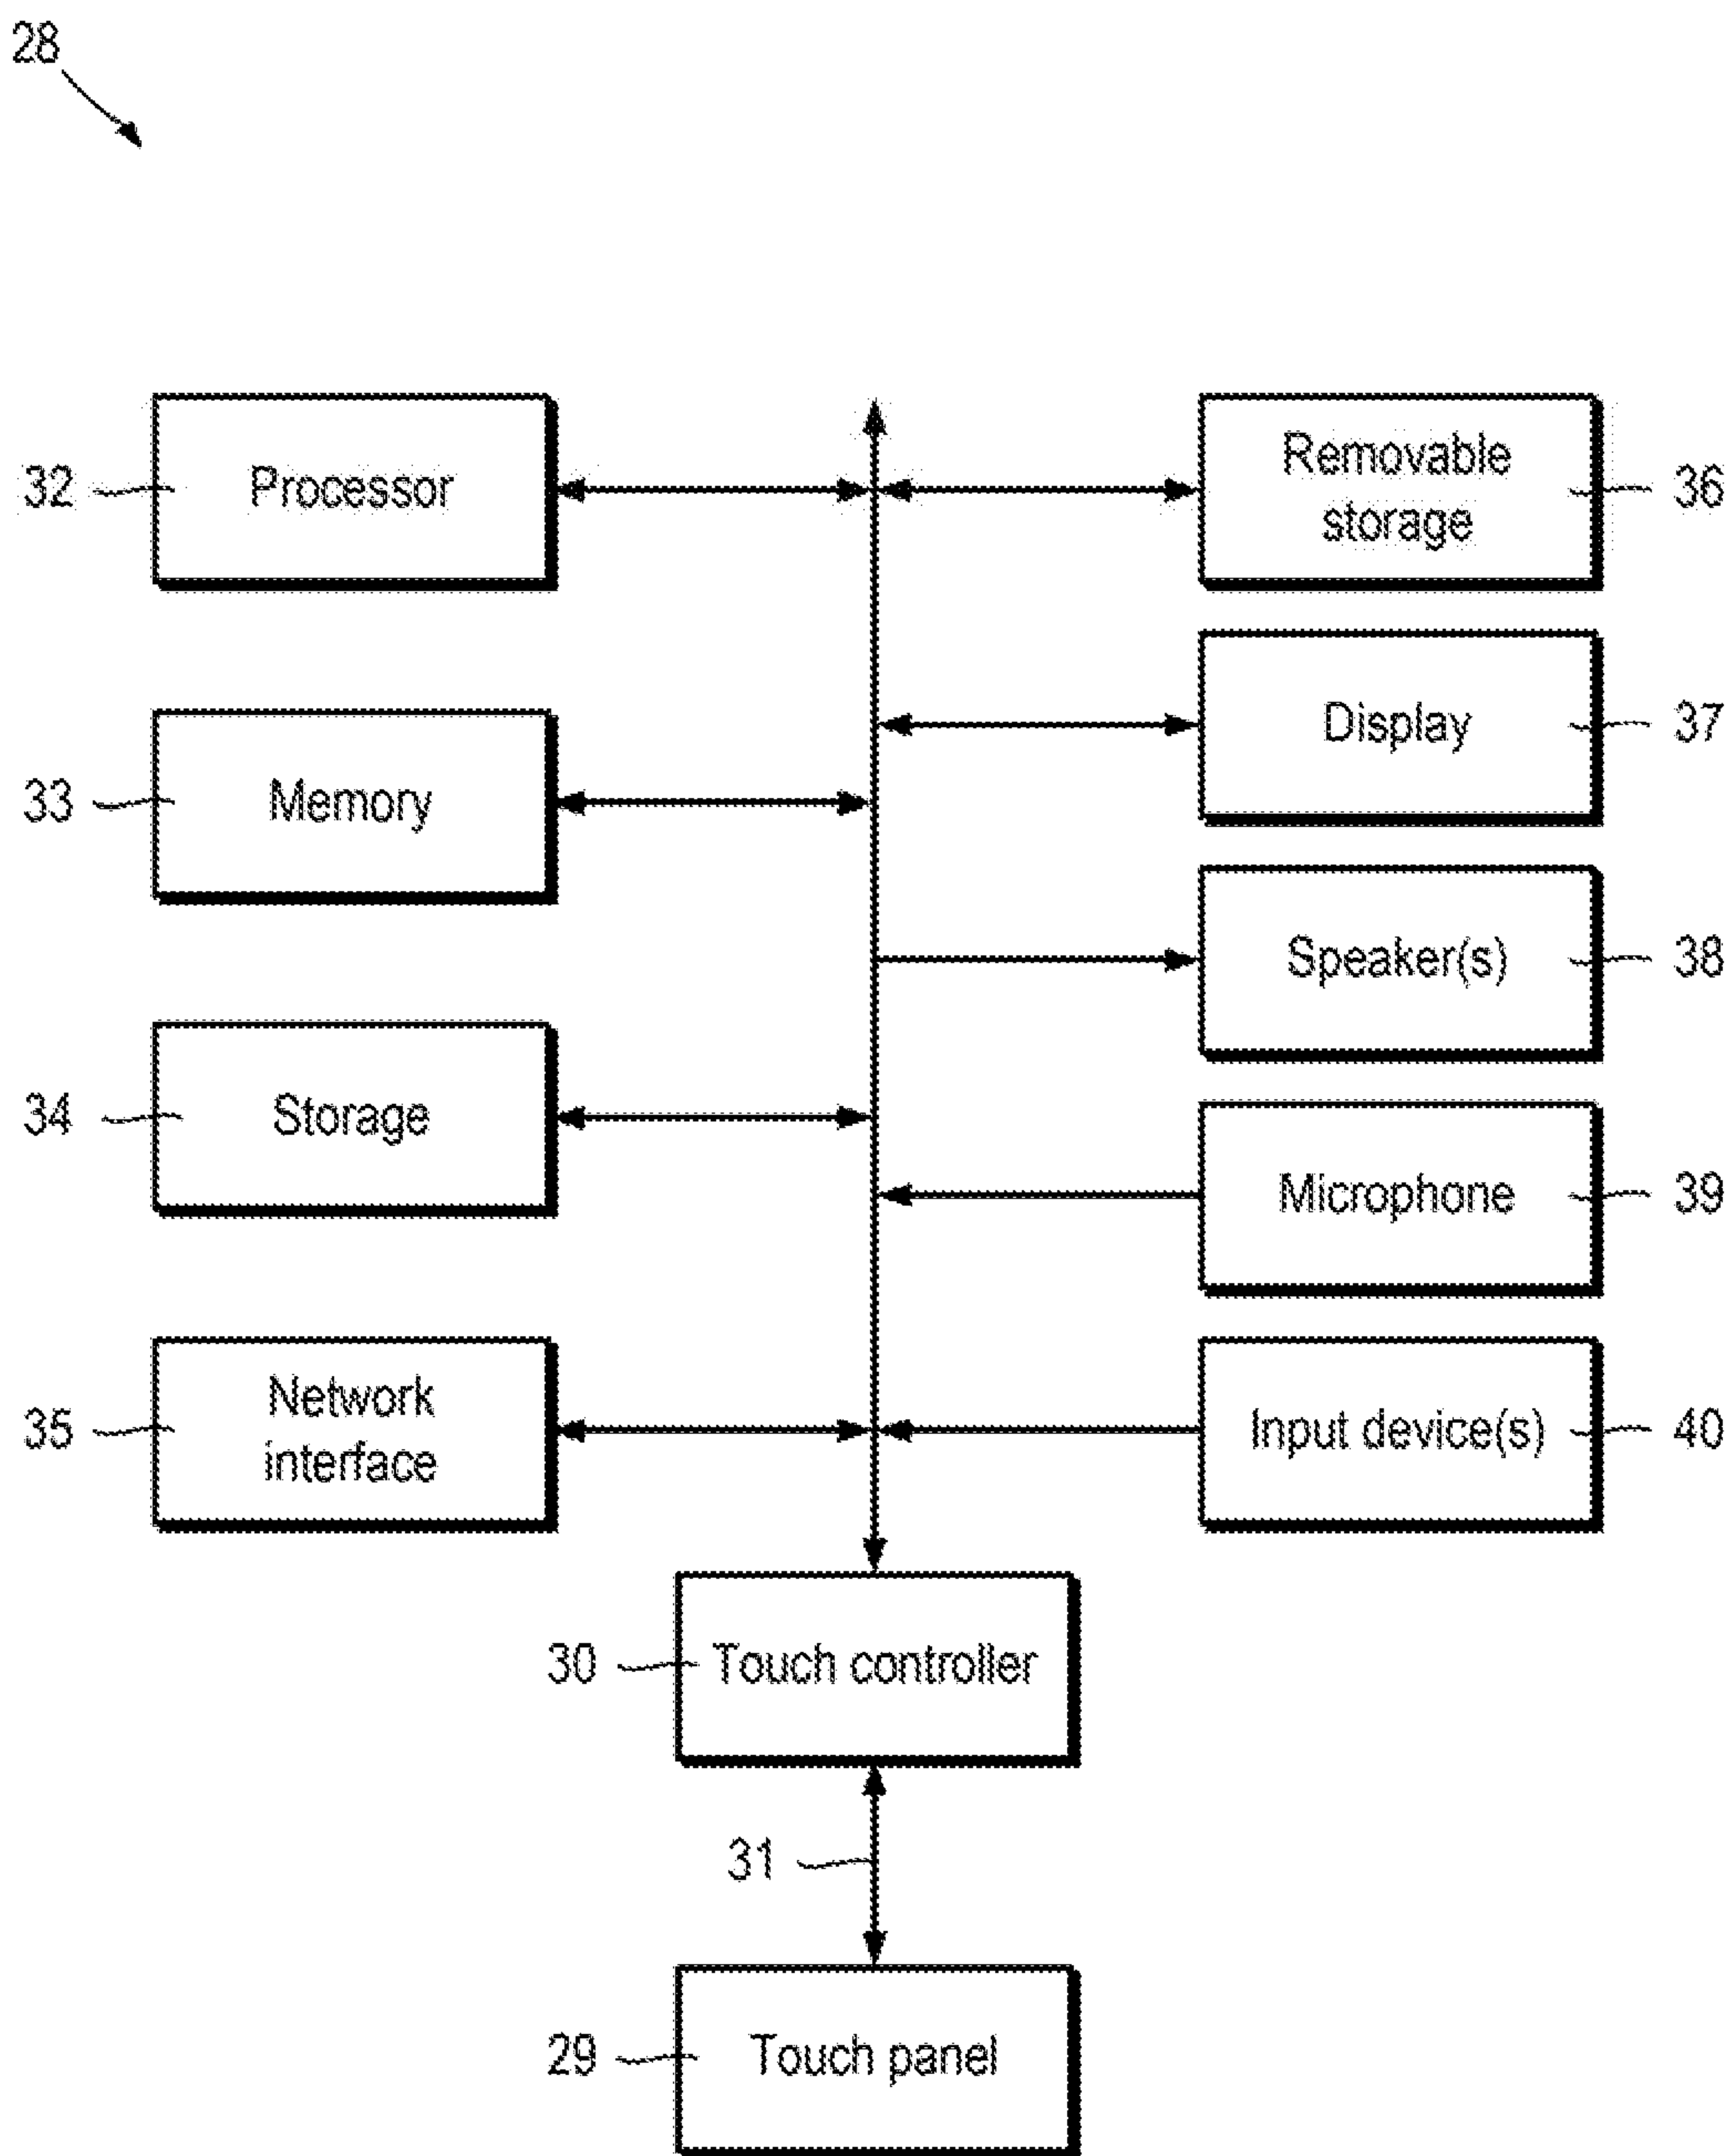 28
32
Processor
Removable
storage
36
Display
37
33
Memory
Speaker(s)
38
34
Storage
Microphone
39
35
Network
interface
Input device(s)
40
30
Touch controller
31
29
Touch panel